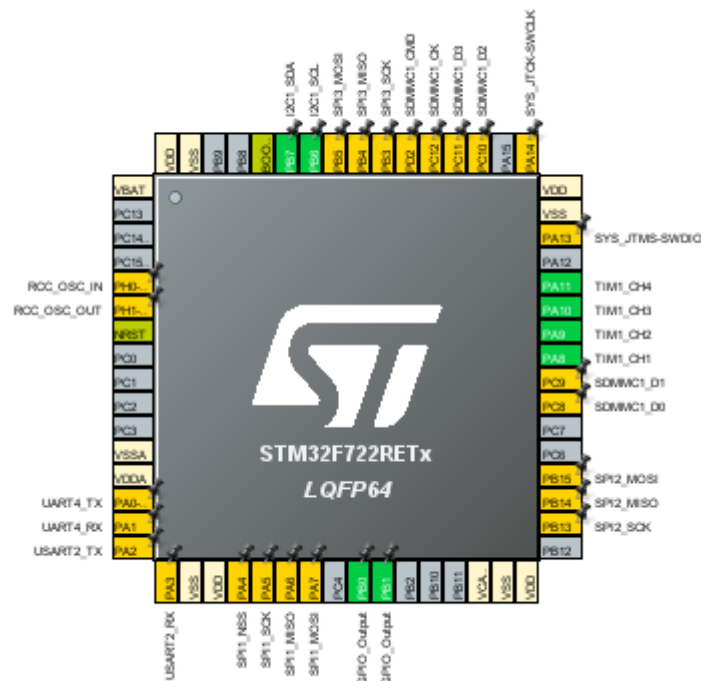 I2C1_SDA
I2C1_SCL
SPI3_MOSI
SPI3_MISO
SPI3_SCK
SDMMC1_CMD
SDMMC1_CK
SDMMC1_D3
SDMMC1_D2
SYS_JTCK-SWCLK
VDD
VSS
PB9
PB8
BOO..
PB7
PB6
PB5
PB4
PB3
PD2
PC12
PC11
PC10
PA15
PA14
VBAT
PC13
PC14..
PC15..
RCC_OSC_IN PH0-..
RCC_OSC_OUT PH1-..
NRST
PC0
PC1
PC2
PC3
VSSA
VDDA
UART4_TX PA0-..
UART4_RX PA1
USART2_TX PA2
ST
STM32F722RETx
LQFP64
VDD
VSS
PA13 SYS_JTMS-SWDIO
PA12
PA11 TIM1_CH4
PA10 TIM1_CH3
PA9 TIM1_CH2
PA8 TIM1_CH1
PC9 SDMMC1_D1
PC8 SDMMC1_D0
PC7
PC6
PB15 SPI2_MOSI
PB14 SPI2_MISO
PB13 SPI2_SCK
PB12
PA3
VSS
VDD
PA4
PA5
PA6
PA7
PC4
PB0
PB1
PB2
PB10
PB11
VCA..
VSS
VDD
USART2_RX
SPI1_NSS
SPI1_SCK
SPI1_MISO
SPI1_MOSI
GPIO_Output
GPIO_Output